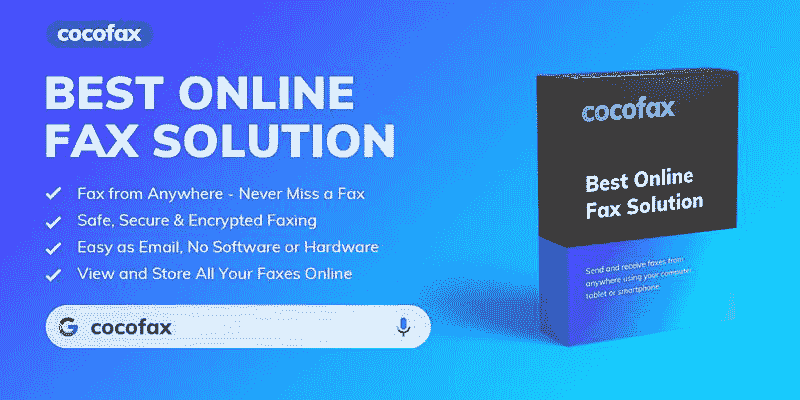 cocofax
BEST ONLINE
FAX SOLUTION
Fax from Anywhere - Never Miss a Fax
Safe, Secure & Encrypted Faxing
Easy as Email, No Software or Hardware
View and Store All Your Faxes Online
G cocofax
cocofax
Best Online
Fax Solution
Send and receive faxes from
anywhere using your computer,
tablet or smartphone.